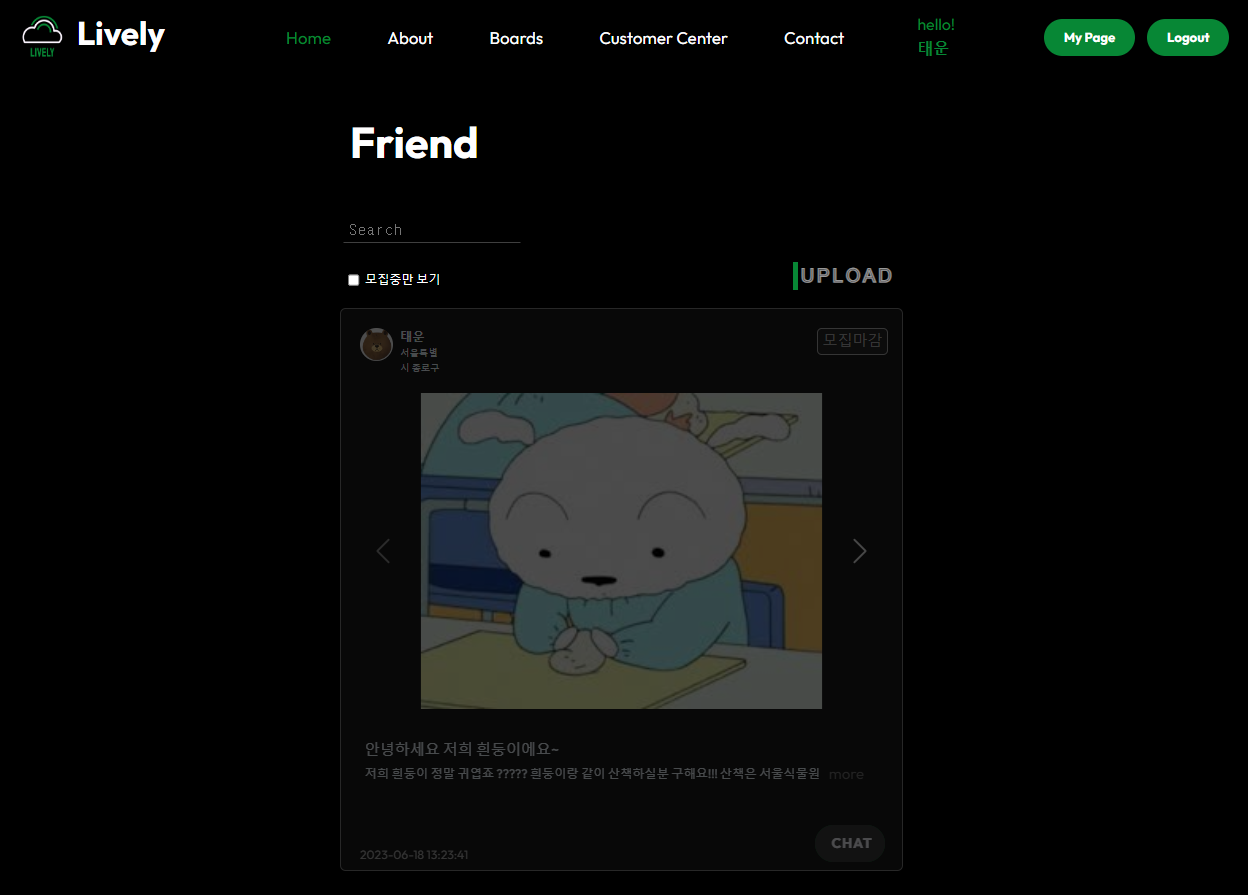 LIVELY
Lively
Home
About
Boards
Customer Center
Contact
hello!
태운
My Page
Logout
Friend
Search
모집중만 보기
UPLOAD
태운
서울특별
시 종로구
모집마감
안녕하세요 저희 흰둥이에요~
저희 흰둥이 정말 귀엽죠 ????? 흰둥이랑 같이 산책하실분 구해요!!! 산책은 서울식물원 more
CHAT
2023-06-18 13:23:41